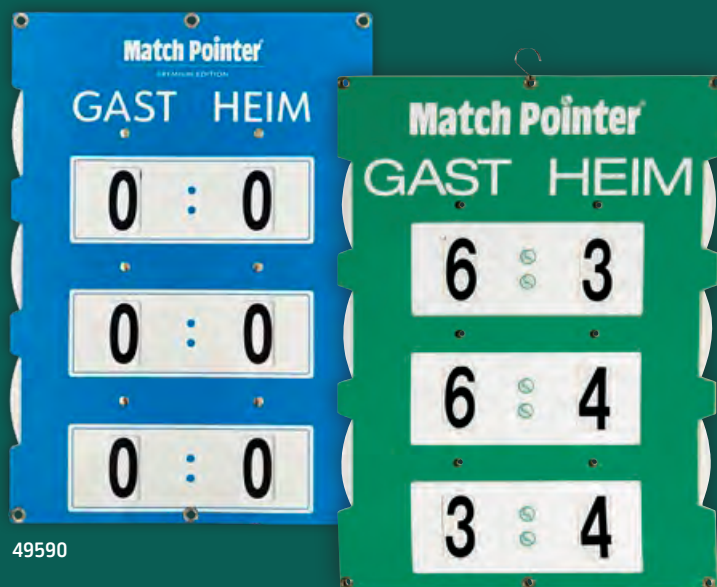 Match Pointer
PREMIUM EDITION
GAST HEIM
0 : 0
0 : 0
0 : 0
49590
Match Pointer
GAST HEIM
6 : 3
6 : 4
3 : 4